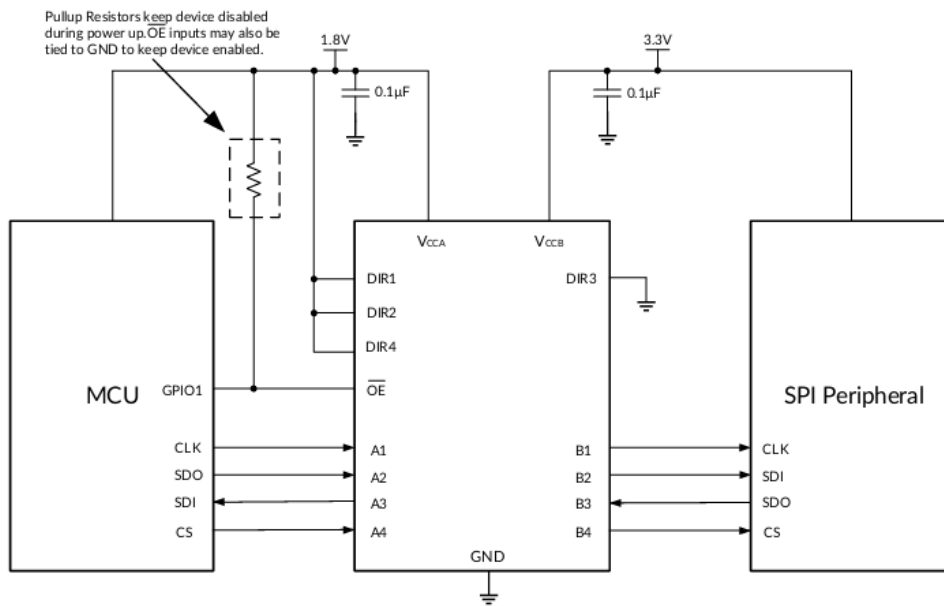 Pullup Resistors keep device disabled
during power up.OE inputs may also be
tied to GND to keep device enabled.
1.8V
3.3V
0.1µF
0.1µF
VCCA
VCCB
DIR1
DIR3
DIR2
DIR4
MCU
GPIO1
OE
SPI Peripheral
CLK
A1
B1
CLK
SDO
A2
B2
SDI
SDI
A3
B3
SDO
CS
A4
B4
CS
GND